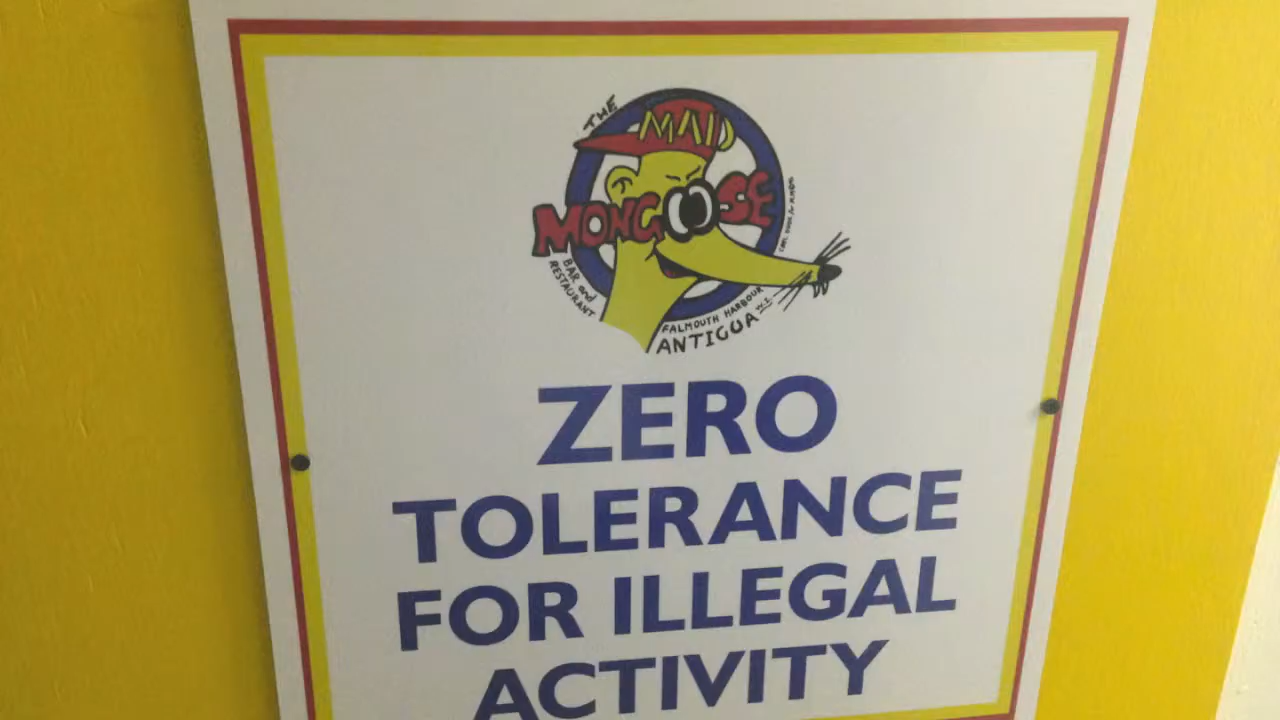 THE
MAD
MONGOOSE
BAR and
RESTAURANT
FALMOUTH HARBOUR
ANTIGUA W.I.
ZERO
TOLERANCE
FOR ILLEGAL
ACTIVITY